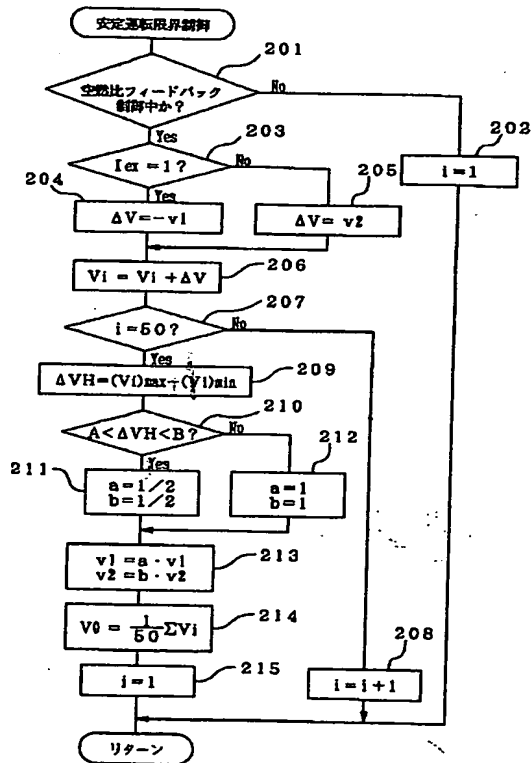 安定運転限界制御
201
空燃比フィードバック
制御中か?
No
Yes
203
202
Iex=1?
No
i=1
204
Yes
205
ΔV=-v1
ΔV=v2
206
Vi=Vi+ΔV
207
i=50?
No
Yes
209
ΔVH=(Vi)max-(Vi)min
210
A<ΔVH<B?
No
212
211
Yes
a=1/2
b=1/2
a=1
b=1
213
v1=a・v1
v2=b・v2
214
V0=1/50ΣVi
208
215
i=1
i=i+1
リターン